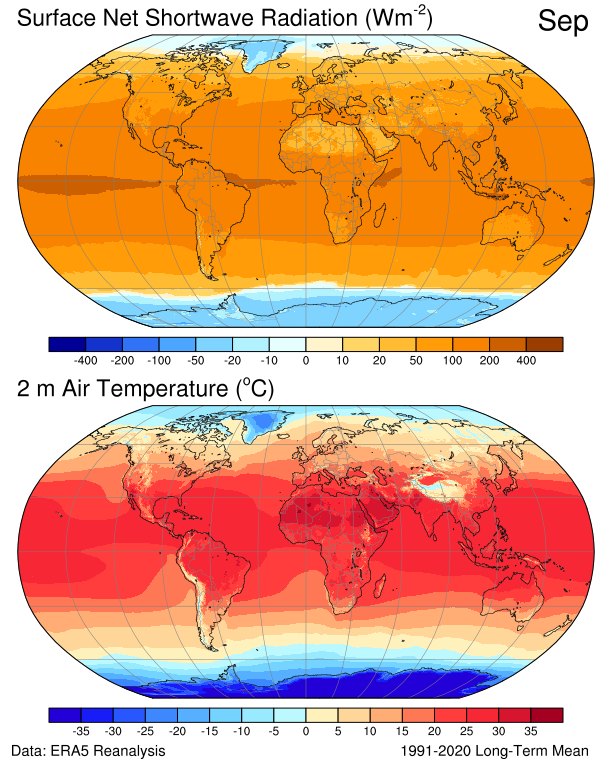 Surface Net Shortwave Radiation (Wm-2)
Sep
-400 -200 -100 -50 -20 -10 0 10 20 50 100 200 400
2 m Air Temperature (oC)
-35 -30 -25 -20 -15 -10 -5 0 5 10 15 20 25 30 35
Data: ERA5 Reanalysis
1991-2020 Long-Term Mean